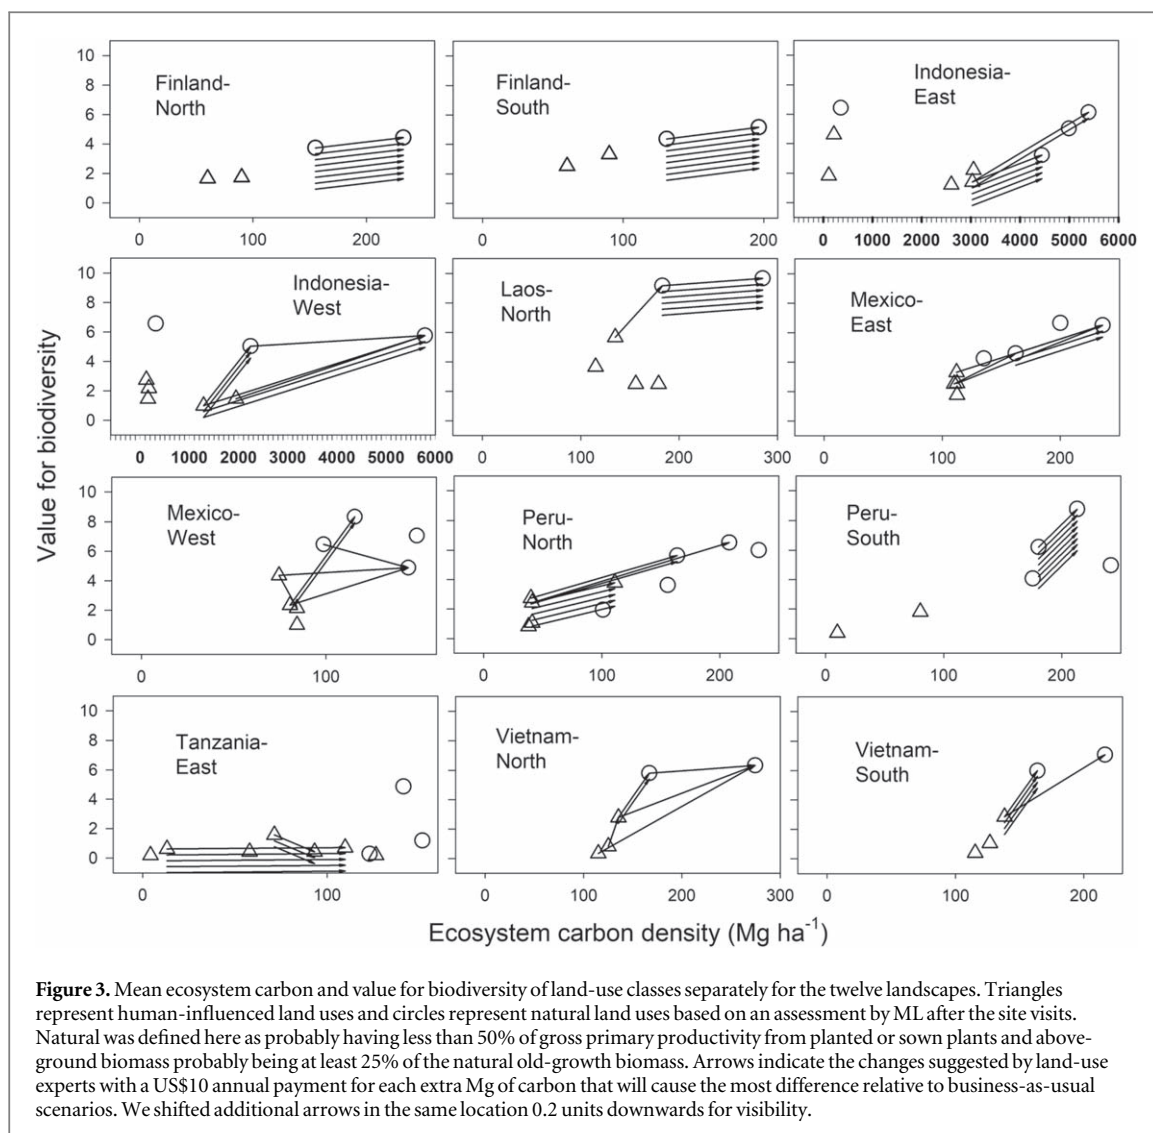 10
8
6
4
2
0
Finland-
North
0
100
200
Finland-
South
0
100
200
Indonesia-
East
0
1000
2000
3000
4000
5000
6000
10
8
6
4
2
0
Indonesia-
West
0
1000
2000
3000
4000
5000
6000
Laos-
North
0
100
200
300
Mexico-
East
0
100
200
10
8
6
4
2
0
Mexico-
West
0
100
Peru-
North
0
100
200
Peru-
South
0
100
200
10
8
6
4
2
0
Tanzania-
East
0
100
Vietnam-
North
0
100
200
300
Vietnam-
South
0
100
200
Value for biodiversity
Ecosystem carbon density (Mg ha⁻¹)
Figure 3. Mean ecosystem carbon and value for biodiversity of land-use classes separately for the twelve landscapes. Triangles
represent human-influenced land uses and circles represent natural land uses based on an assessment by ML after the site visits.
Natural was defined here as probably having less than 50% of gross primary productivity from planted or sown plants and above-
ground biomass probably being at least 25% of the natural old-growth biomass. Arrows indicate the changes suggested by land-use
experts with a US$10 annual payment for each extra Mg of carbon that will cause the most difference relative to business-as-usual
scenarios. We shifted additional arrows in the same location 0.2 units downwards for visibility.